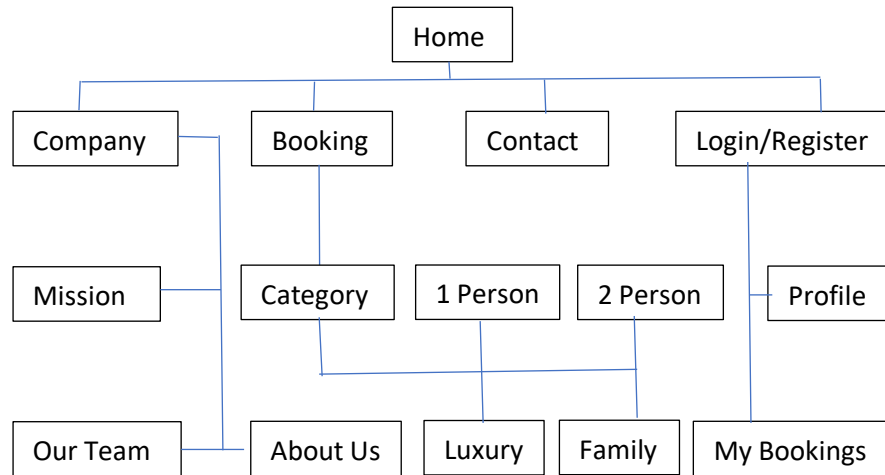 Home
Company
Booking
Contact
Login/Register
Mission
Category
1 Person
2 Person
Profile
Our Team
About Us
Luxury
Family
My Bookings